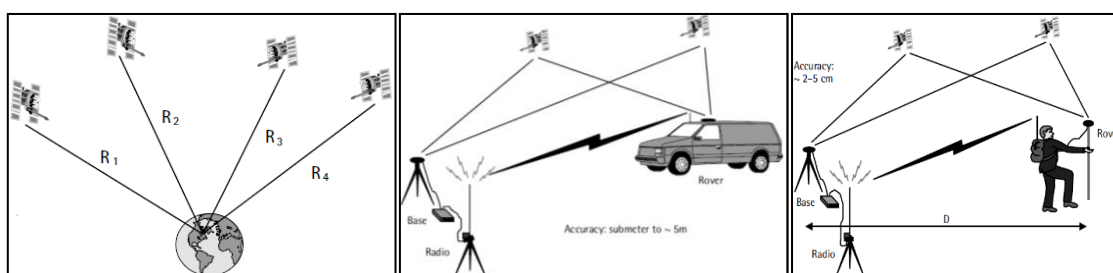 R1
R2
R3
R4
Base
Radio
Rover
Accuracy: submeter to ~ 5m
Accuracy:
~ 2–5 cm
Base
Radio
Rov
D